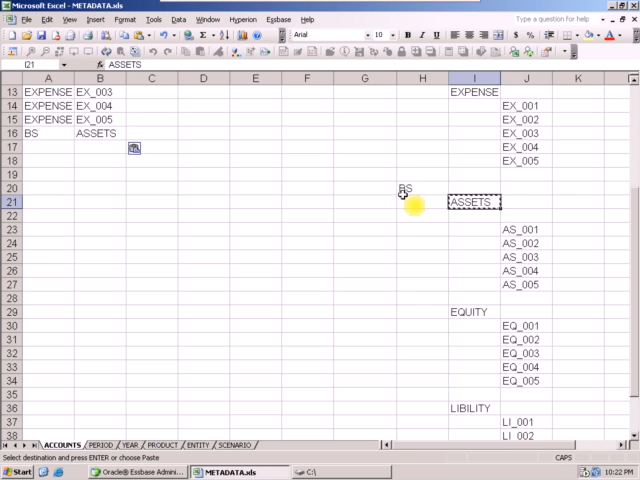 Microsoft Excel - METADATA.xls
File Edit View Insert Format Tools Data Window Hyperion Essbase Help
Type a question for help
Arial 10 B I U $ %
I21 fx ASSETS
A B C D E F G H I J K
13 EXPENSE EX_003 EXPENSE
14 EXPENSE EX_004 EX_001
15 EXPENSE EX_005 EX_002
16 BS ASSETS EX_003
17 EX_004
18 EX_005
19
20 BS
21 ASSETS
22
23 AS_001
24 AS_002
25 AS_003
26 AS_004
27 AS_005
28
29 EQUITY
30 EQ_001
31 EQ_002
32 EQ_003
33 EQ_004
34 EQ_005
35
36 LIBILITY
37 LI_001
38 LI_002
ACCOUNTS / PERIOD / YEAR / PRODUCT / ENTITY / SCENARIO /
Select destination and press ENTER or choose Paste CAPS
Start Oracle® Essbase Admini... METADATA.xls C:\ 10:22 PM